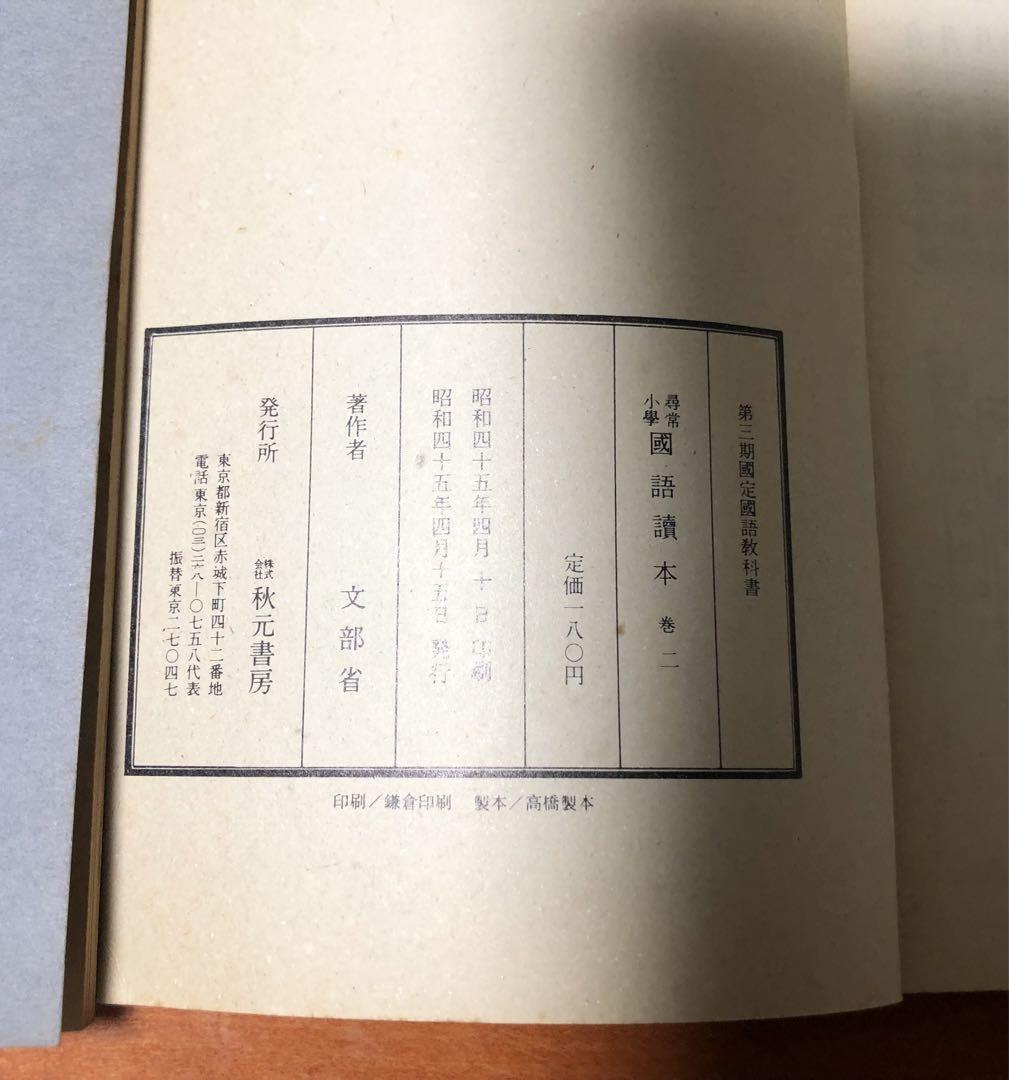 第三期國定國語教科書
尋常小學國語讀本 巻二
定価一八〇円
昭和四十五年四月十日 印刷
昭和四十五年四月十五日 発行
著作者 文部省
発行所 株式会社 秋元書房
東京都新宿区赤城下町四十二番地
電話東京(〇三)二六八―〇七五八代表
振替東京二七〇四七
印刷/鎌倉印刷 製本/高橋製本